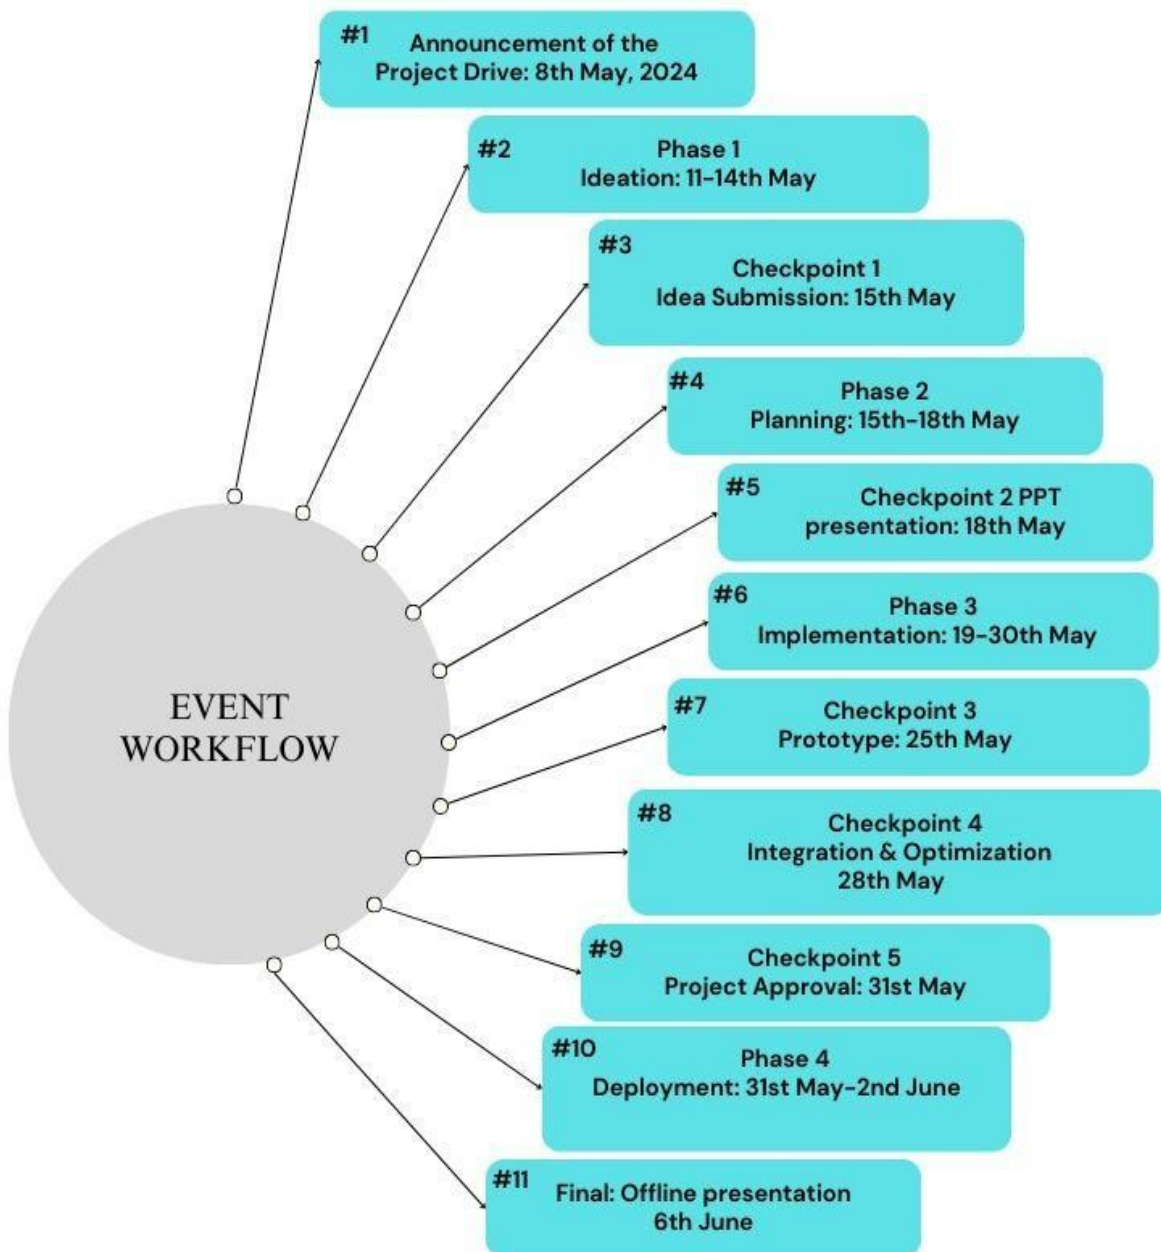 #1
Announcement of the
Project Drive: 8th May, 2024
#2
Phase 1
Ideation: 11-14th May
#3
Checkpoint 1
Idea Submission: 15th May
#4
Phase 2
Planning: 15th-18th May
#5
Checkpoint 2 PPT
presentation: 18th May
#6
Phase 3
Implementation: 19-30th May
#7
Checkpoint 3
Prototype: 25th May
#8
Checkpoint 4
Integration & Optimization
28th May
#9
Checkpoint 5
Project Approval: 31st May
#10
Phase 4
Deployment: 31st May-2nd June
#11
Final: Offline presentation
6th June
EVENT
WORKFLOW